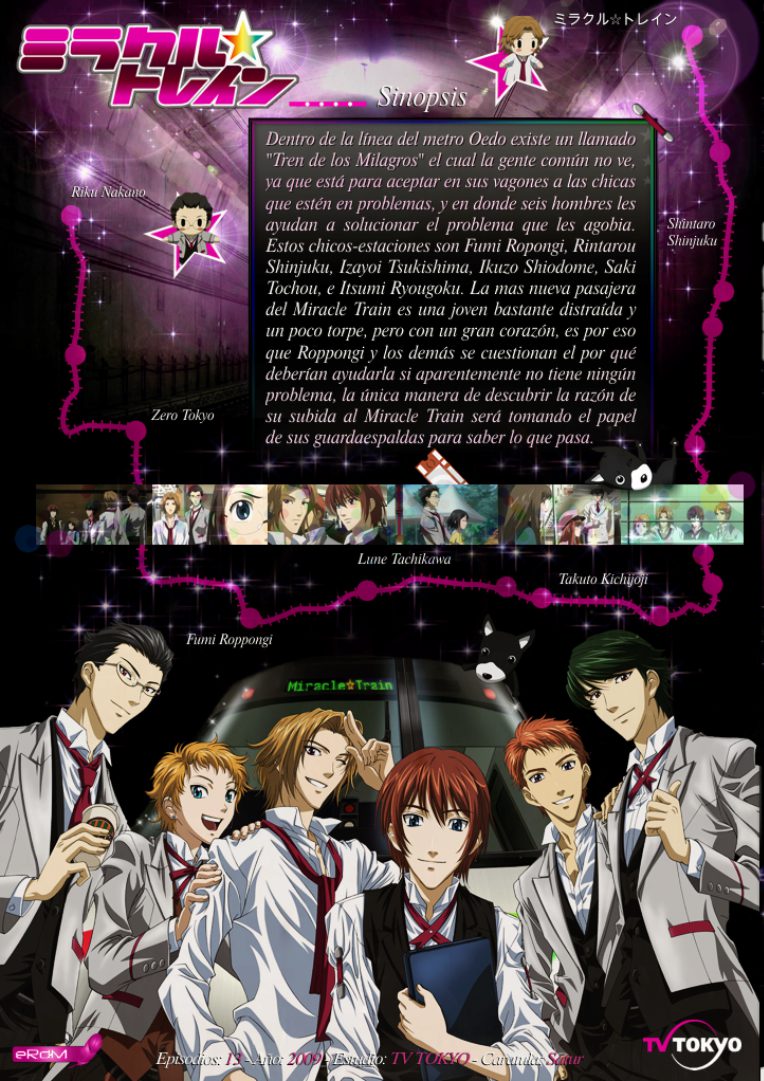 ミラクル☆
トレイン
ミラクル☆トレイン
Sinopsis
Dentro de la línea del metro Oedo existe un llamado
"Tren de los Milagros" el cual la gente común no ve,
ya que está para aceptar en sus vagones a las chicas
que estén en problemas, y en donde seis hombres les
ayudan a solucionar el problema que les agobia.
Estos chicos-estaciones son Fumi Ropongi, Rintarou
Shinjuku, Izayoi Tsukishima, Ikuzo Shiodome, Saki
Tochou, e Itsumi Ryougoku. La mas nueva pasajera
del Miracle Train es una joven bastante distraída y
un poco torpe, pero con un gran corazón, es por eso
que Roppongi y los demás se cuestionan el por qué
deberían ayudarla si aparentemente no tiene ningún
problema, la única manera de descubrir la razón de
su subida al Miracle Train será tomando el papel
de sus guardaespaldas para saber lo que pasa.
Riku Nakano
Shintaro
Shinjuku
Zero Tokyo
Lune Tachikawa
Takuto Kichijoji
Fumi Roppongi
Miracle☆Train
eRdM
Episodios: 13 - Año: 2009 - Estudio: TV TOKYO - Caratula: Satur
TV TOKYO